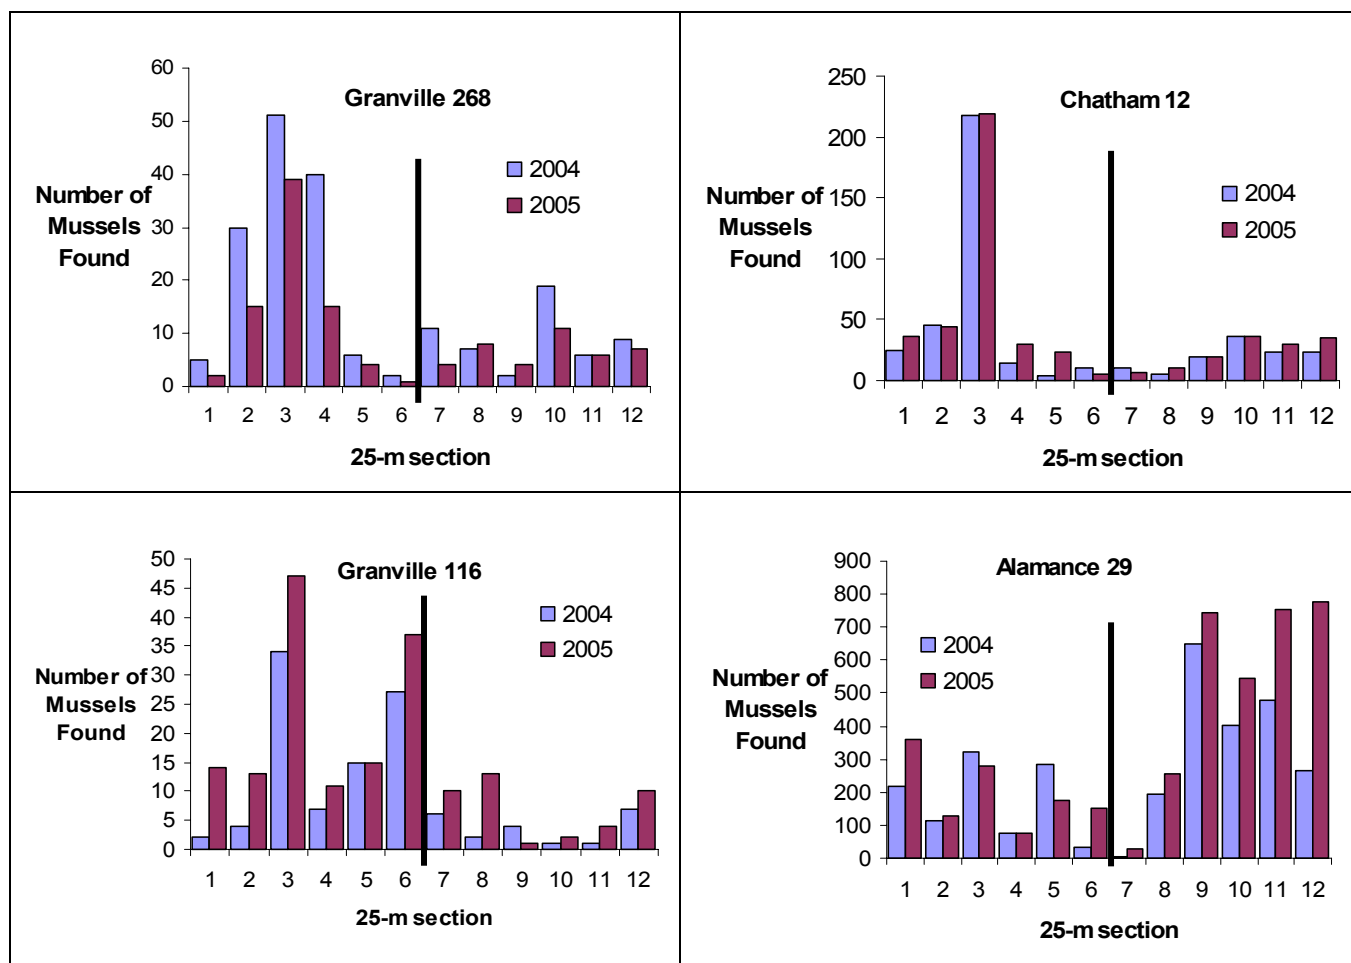 Granville 268
60
50
40
30
20
10
0
Number of
Mussels
Found
2004
2005
1 2 3 4 5 6 7 8 9 10 11 12
25-m section
Chatham 12
250
200
150
100
50
0
Number of
Mussels
Found
2004
2005
1 2 3 4 5 6 7 8 9 10 11 12
25-m section
Granville 116
50
45
40
35
30
25
20
15
10
5
0
Number of
Mussels
Found
2004
2005
1 2 3 4 5 6 7 8 9 10 11 12
25-m section
Alamance 29
900
800
700
600
500
400
300
200
100
0
Number of
Mussels
Found
2004
2005
1 2 3 4 5 6 7 8 9 10 11 12
25-m section